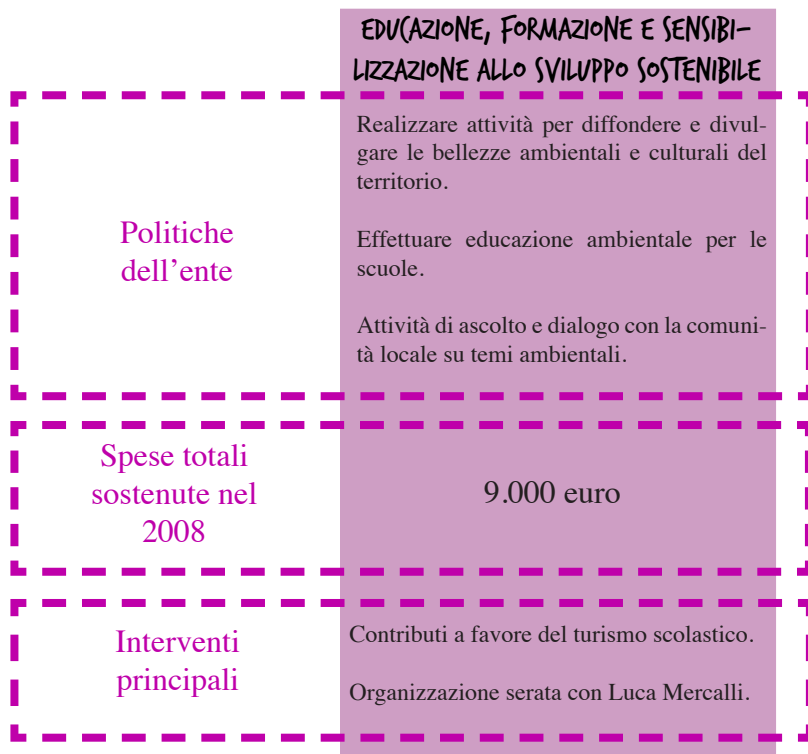 EDUCAZIONE, FORMAZIONE E SENSIBI-
LIZZAZIONE ALLO SVILUPPO SOSTENIBILE
Politiche
dell’ente
Realizzare attività per diffondere e divul-
gare le bellezze ambientali e culturali del
territorio.
Effettuare educazione ambientale per le
scuole.
Attività di ascolto e dialogo con la comuni-
tà locale su temi ambientali.
Spese totali
sostenute nel
2008
9.000 euro
Interventi
principali
Contributi a favore del turismo scolastico.
Organizzazione serata con Luca Mercalli.